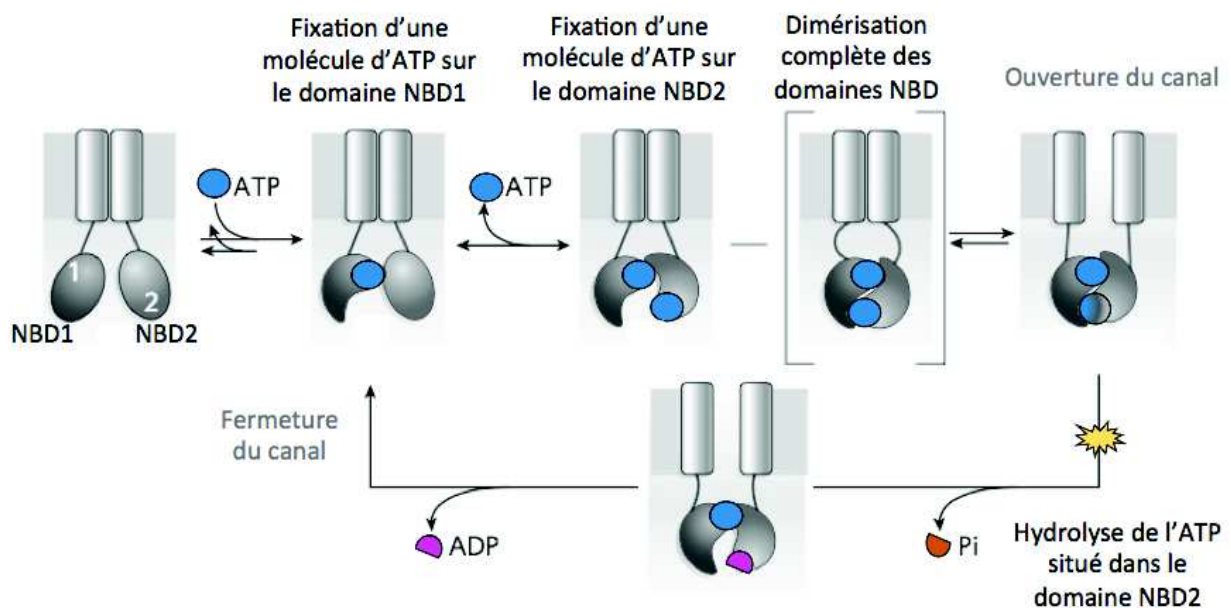 Fixation d'une
molécule d'ATP sur
le domaine NBD1
Fixation d'une
molécule d'ATP sur
le domaine NBD2
Dimérisation
complète des
domaines NBD
Ouverture du canal
ATP
ATP
1
2
NBD1
NBD2
Fermeture
du canal
ADP
Pi
Hydrolyse de l'ATP
situé dans le
domaine NBD2